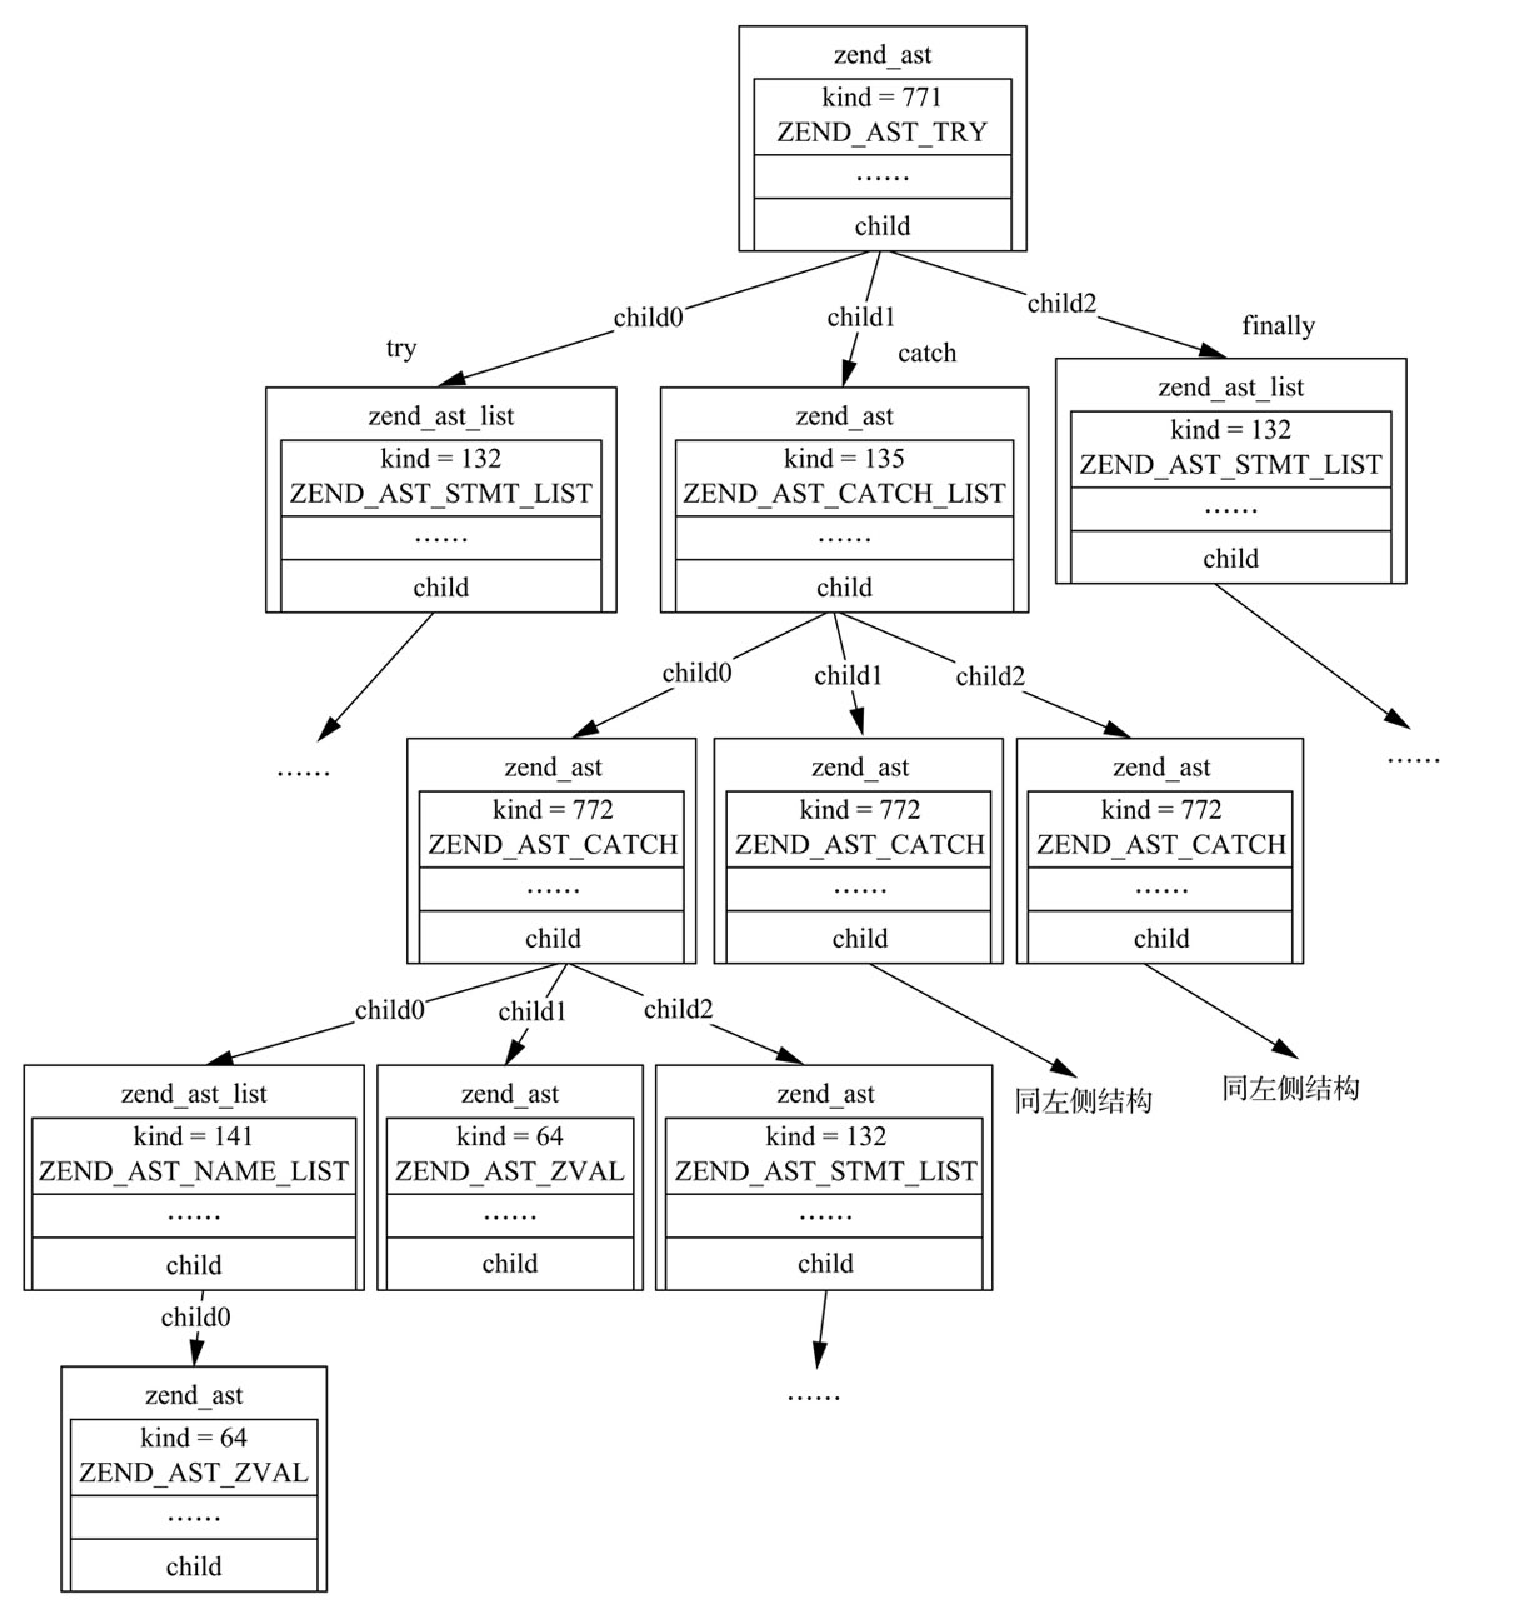 zend_ast
kind = 771
ZEND_AST_TRY
……
child
child0
child1
child2
try
catch
finally
zend_ast_list
kind = 132
ZEND_AST_STMT_LIST
……
child
zend_ast
kind = 135
ZEND_AST_CATCH_LIST
……
child
zend_ast_list
kind = 132
ZEND_AST_STMT_LIST
……
child
child0
child1
child2
……
……
zend_ast
kind = 772
ZEND_AST_CATCH
……
child
zend_ast
kind = 772
ZEND_AST_CATCH
……
child
zend_ast
kind = 772
ZEND_AST_CATCH
……
child
child0
child1
child2
同左侧结构
同左侧结构
zend_ast_list
kind = 141
ZEND_AST_NAME_LIST
……
child
zend_ast
kind = 64
ZEND_AST_ZVAL
……
child
zend_ast
kind = 132
ZEND_AST_STMT_LIST
……
child
child0
……
zend_ast
kind = 64
ZEND_AST_ZVAL
……
child